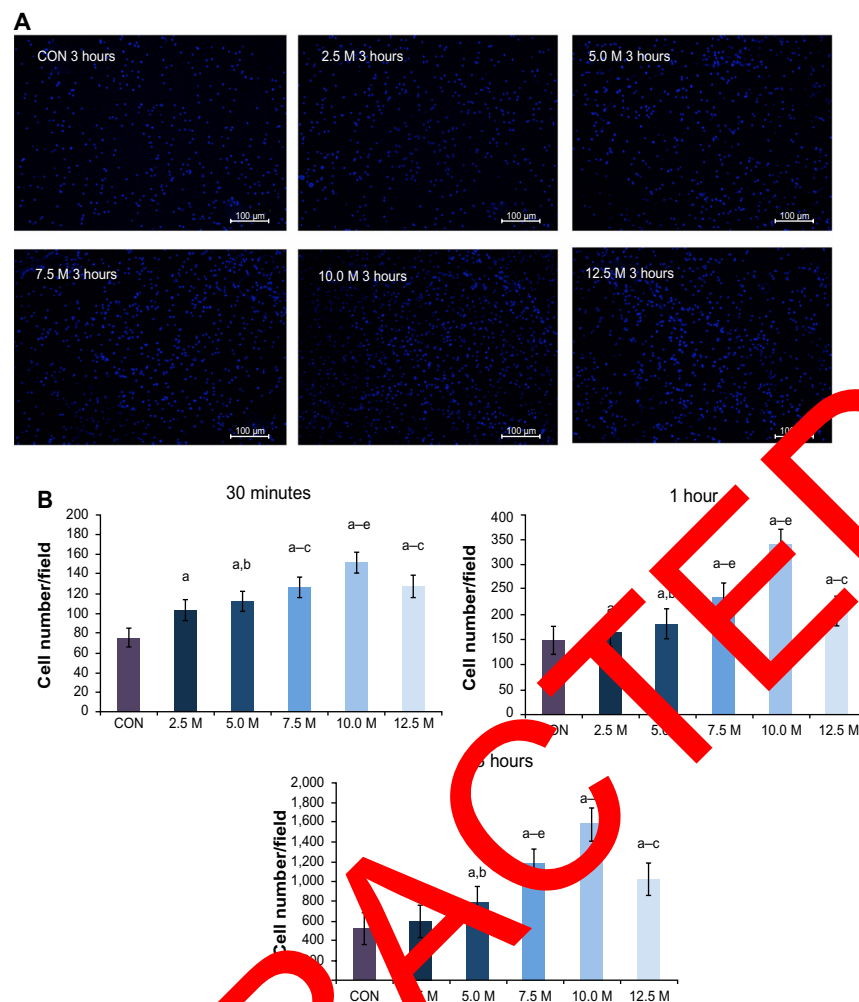 A
CON 3 hours
2.5 M 3 hours
5.0 M 3 hours
100 µm
100 µm
100 µm
7.5 M 3 hours
10.0 M 3 hours
12.5 M 3 hours
100 µm
100 µm
B
30 minutes
Cell number/field
200
180
160
140
120
100
80
60
40
20
0
a
a,b
a–c
a–e
a–c
CON 2.5 M 5.0 M 7.5 M 10.0 M 12.5 M
1 hour
Cell number/field
400
350
300
250
200
150
100
50
0
a–e
a–e
a–c
2.5 M
7.5 M 10.0 M 12.5 M
hours
Cell number/field
2,000
1,800
1,600
1,400
1,200
1,000
800
600
400
a,b
a–e
a–c
CON
5.0 M 7.5 M 10.0 M 12.5 M